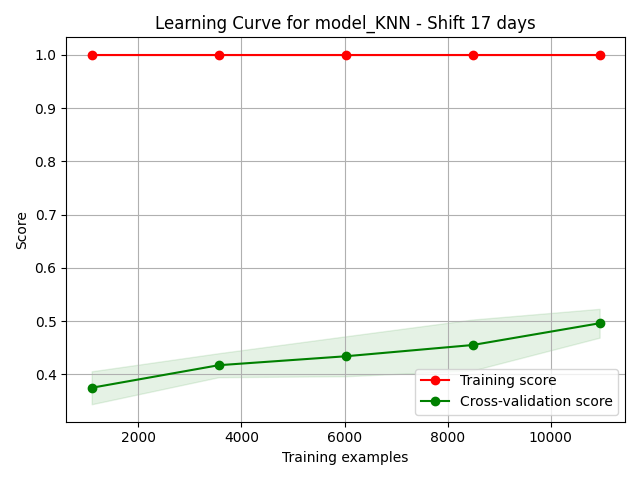 Learning Curve for model_KNN - Shift 17 days
Score
1.0
0.9
0.8
0.7
0.6
0.5
0.4
Training score
Cross-validation score
2000 4000 6000 8000 10000
Training examples